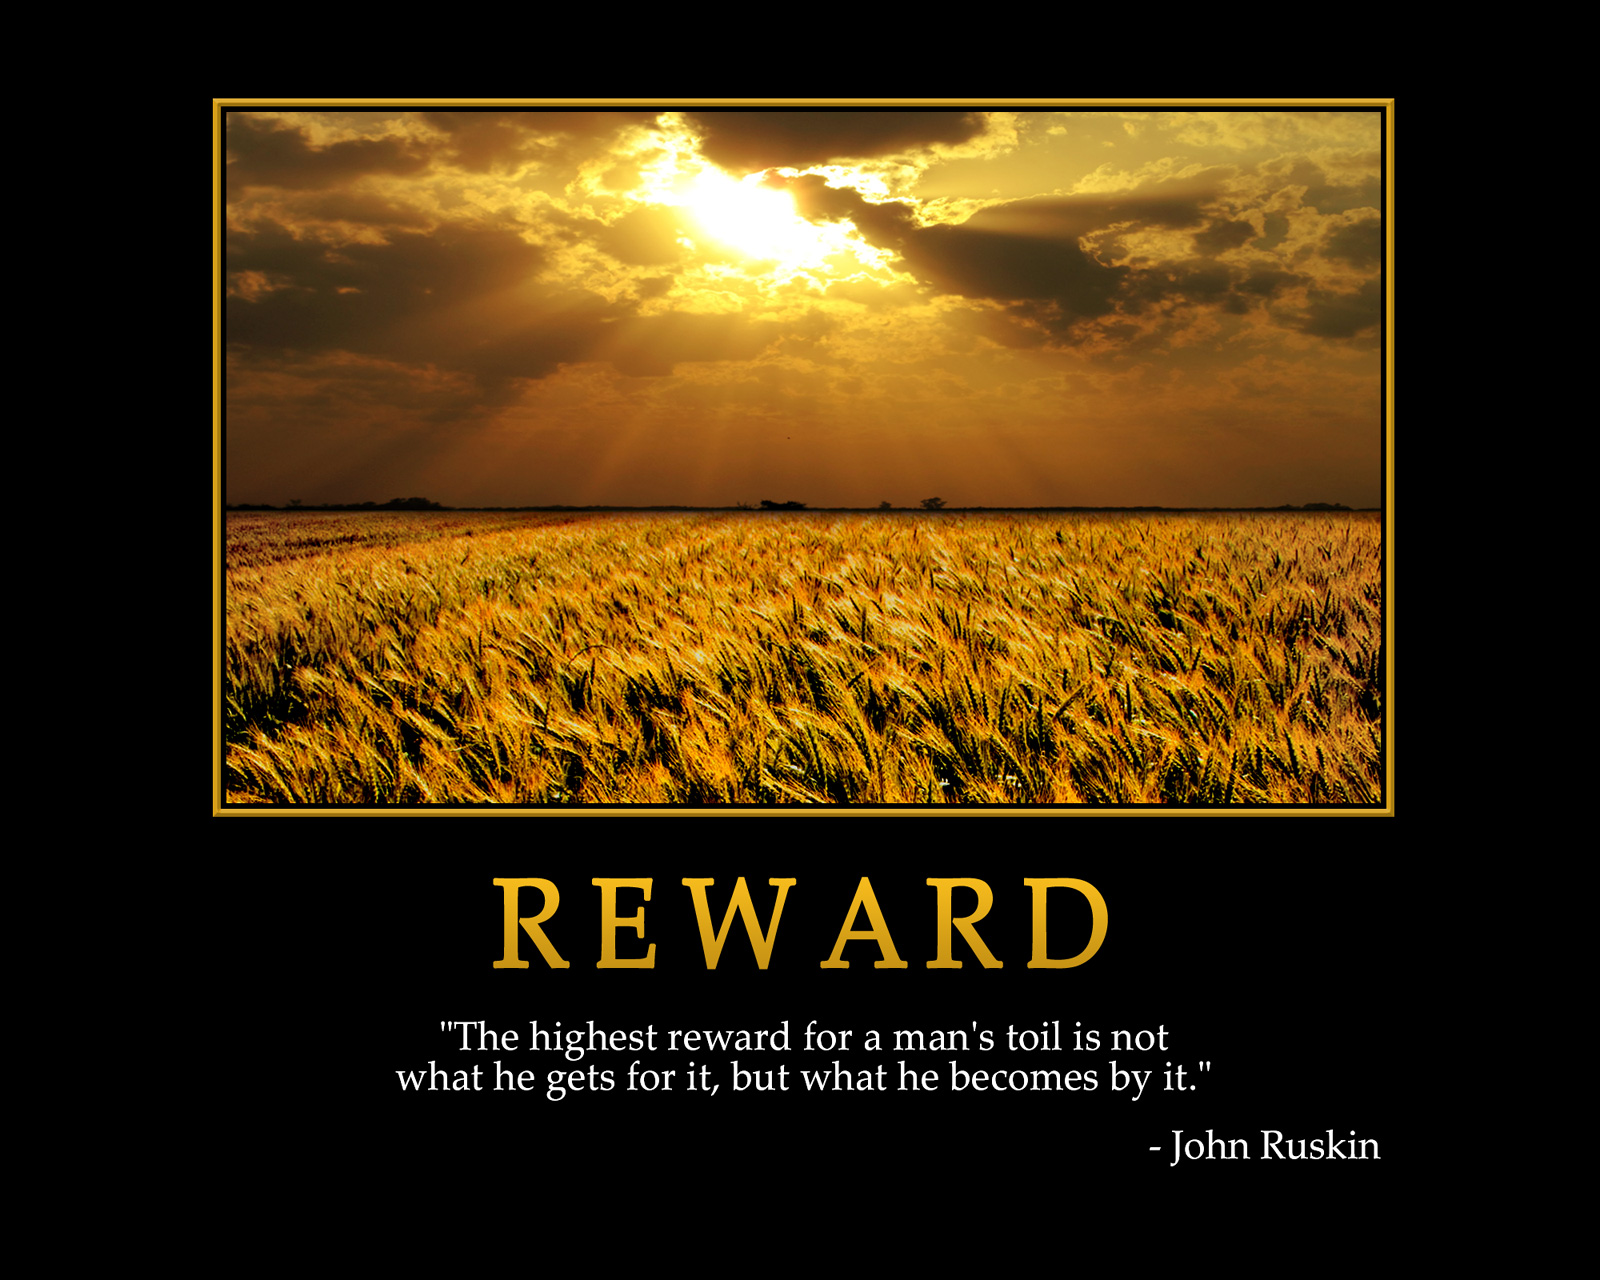 REWARD
"The highest reward for a man's toil is not
what he gets for it, but what he becomes by it."
- John Ruskin